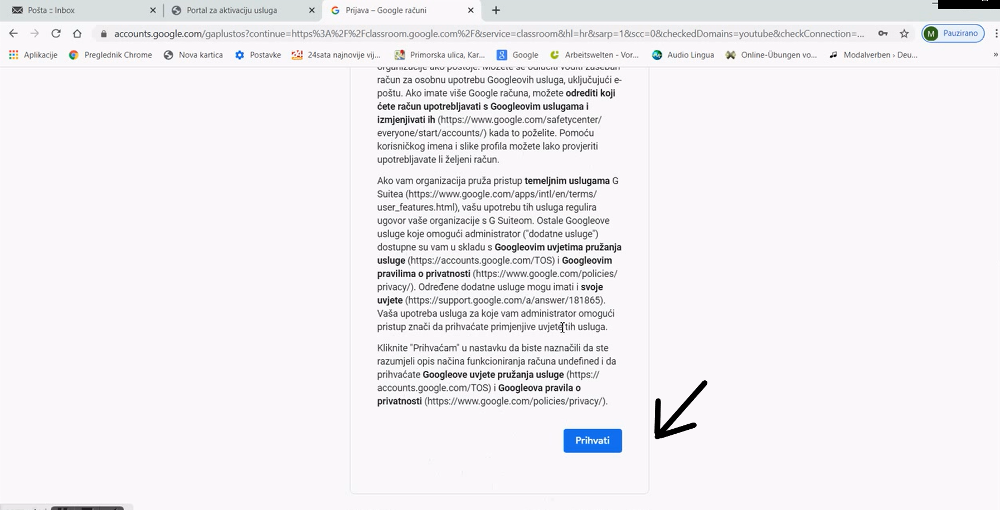 Pošta :: Inbox
Portal za aktivaciju usluga
Prijava – Google računi
accounts.google.com/gaplustos?continue=https%3A%2F%2Fclassroom.google.com%2F&service=classroom&hl=hr&sarp=1&scc=0&checkedDomains=youtube&checkConnection=...
M Pauzirano
Aplikacije
Preglednik Chrome
Nova kartica
Postavke
24sata najnovije vij...
Primorska ulica, Kar...
Google
Arbeitswelten - Vor...
Audio Lingua
Online-Übungen vo...
Modalverben › Deu...
organizacije ako postoje. Možete se odlučiti voditi zaseban
račun za osobnu upotrebu Googleovih usluga, uključujući e-
poštu. Ako imate više Google računa, možete odrediti koji
ćete račun upotrebljavati s Googleovim uslugama i
izmjenjivati ih (https://www.google.com/safetycenter/
everyone/start/accounts/) kada to poželite. Pomoću
korisničkog imena i slike profila možete lako provjeriti
upotrebljavate li željeni račun.
Ako vam organizacija pruža pristup temeljnim uslugama G
Suitea (https://www.google.com/apps/intl/en/terms/
user_features.html), vašu upotrebu tih usluga regulira
ugovor vaše organizacije s G Suiteom. Ostale Googleove
usluge koje omogući administrator ("dodatne usluge")
dostupne su vam u skladu s Googleovim uvjetima pružanja
usluge (https://accounts.google.com/TOS) i Googleovim
pravilima o privatnosti (https://www.google.com/policies/
privacy/). Određene dodatne usluge mogu imati i svoje
uvjete (https://support.google.com/a/answer/181865).
Vaša upotreba usluga za koje vam administrator omogući
pristup znači da prihvaćate primjenjive uvjete tih usluga.
Kliknite "Prihvaćam" u nastavku da biste naznačili da ste
razumjeli opis načina funkcioniranja računa undefined i da
prihvaćate Googleove uvjete pružanja usluge (https://
accounts.google.com/TOS) i Googleova pravila o
privatnosti (https://www.google.com/policies/privacy/).
Prihvati